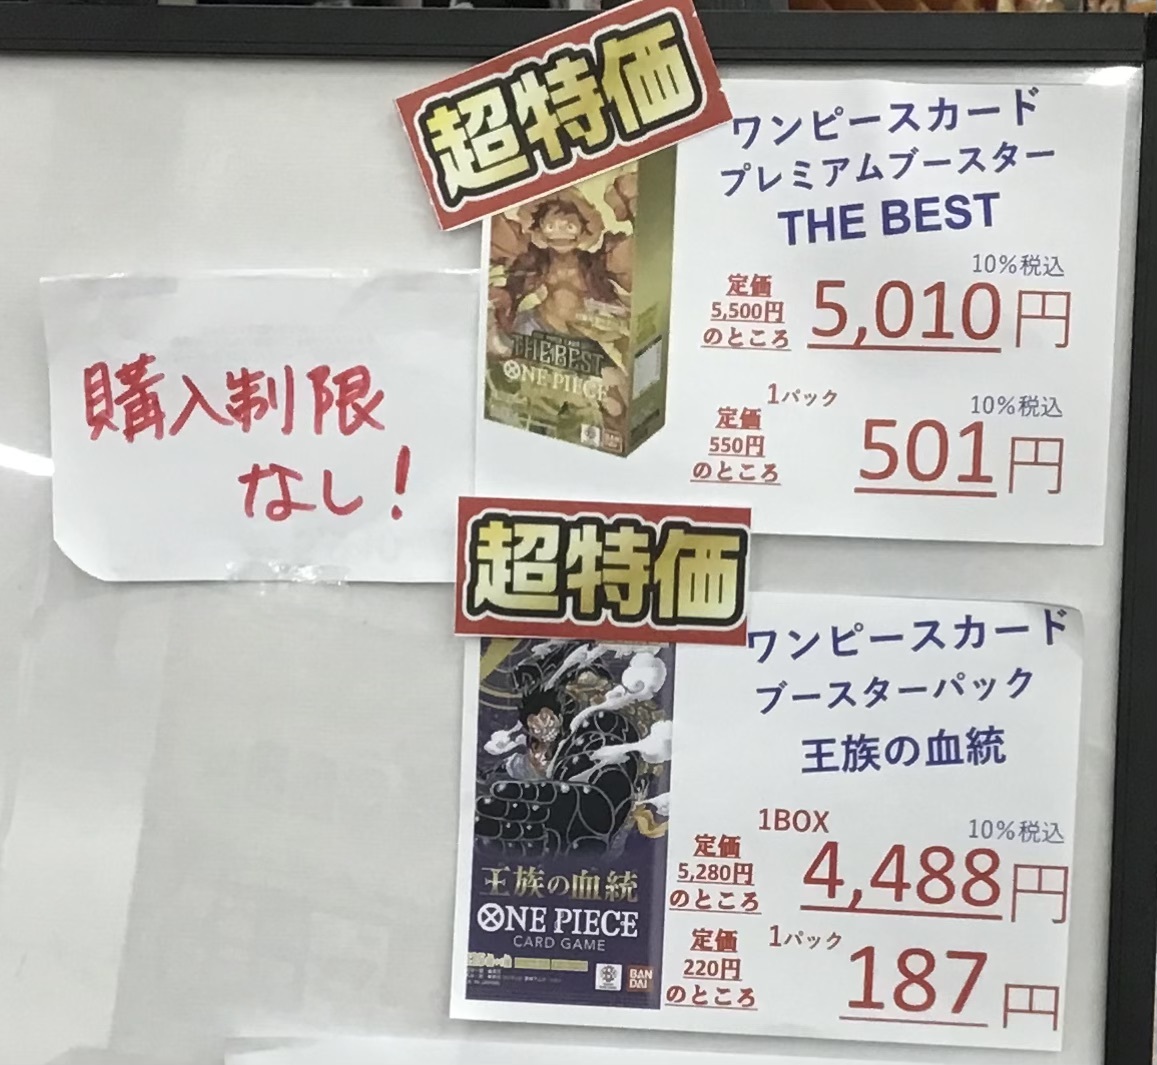 超特価
ワンピースカード
プレミアムブースター
THE BEST
10%税込
定価
5,500円
のところ
5,010円
1パック
10%税込
定価
550円
のところ
501円
THE BEST
ONE PIECE
BANDAI
購入制限
なし!
超特価
ワンピースカード
ブースターパック
王族の血統
1BOX
10%税込
定価
5,280円
のところ
4,488円
1パック
定価
220円
のところ
187円
王族の血統
ONE PIECE
CARD GAME
BAN
DAI